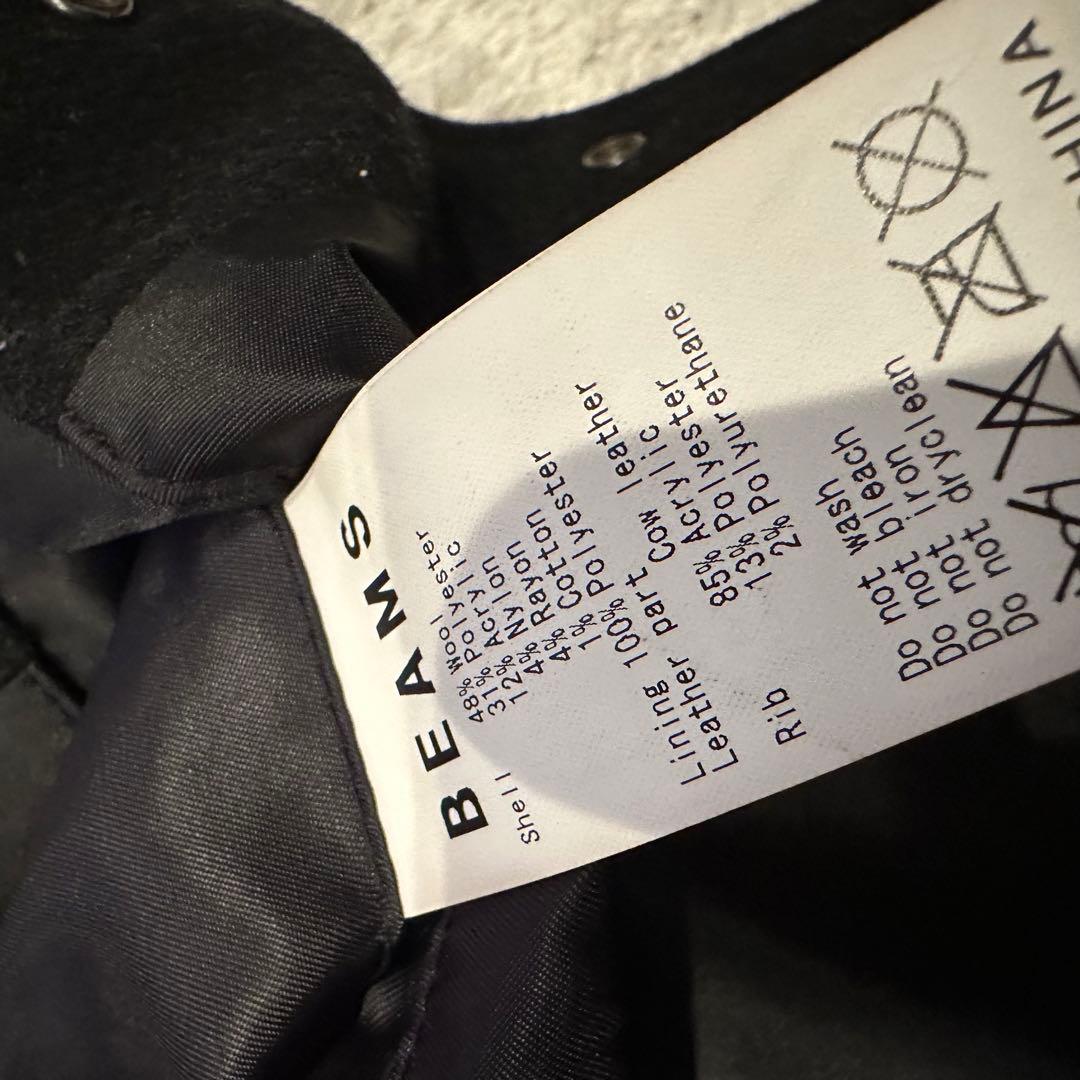 BEAMS
Shell 48% Wool
31% Polyester
12% Acrylic
4% Nylon
4% Rayon
1% Cotton
Lining 100% Polyester
Leather part Cow leather
Rib 85% Acrylic
13% Polyester
2% Polyurethane
Do not wash
Do not bleach
Do not iron
Do not dryclean
CHINA